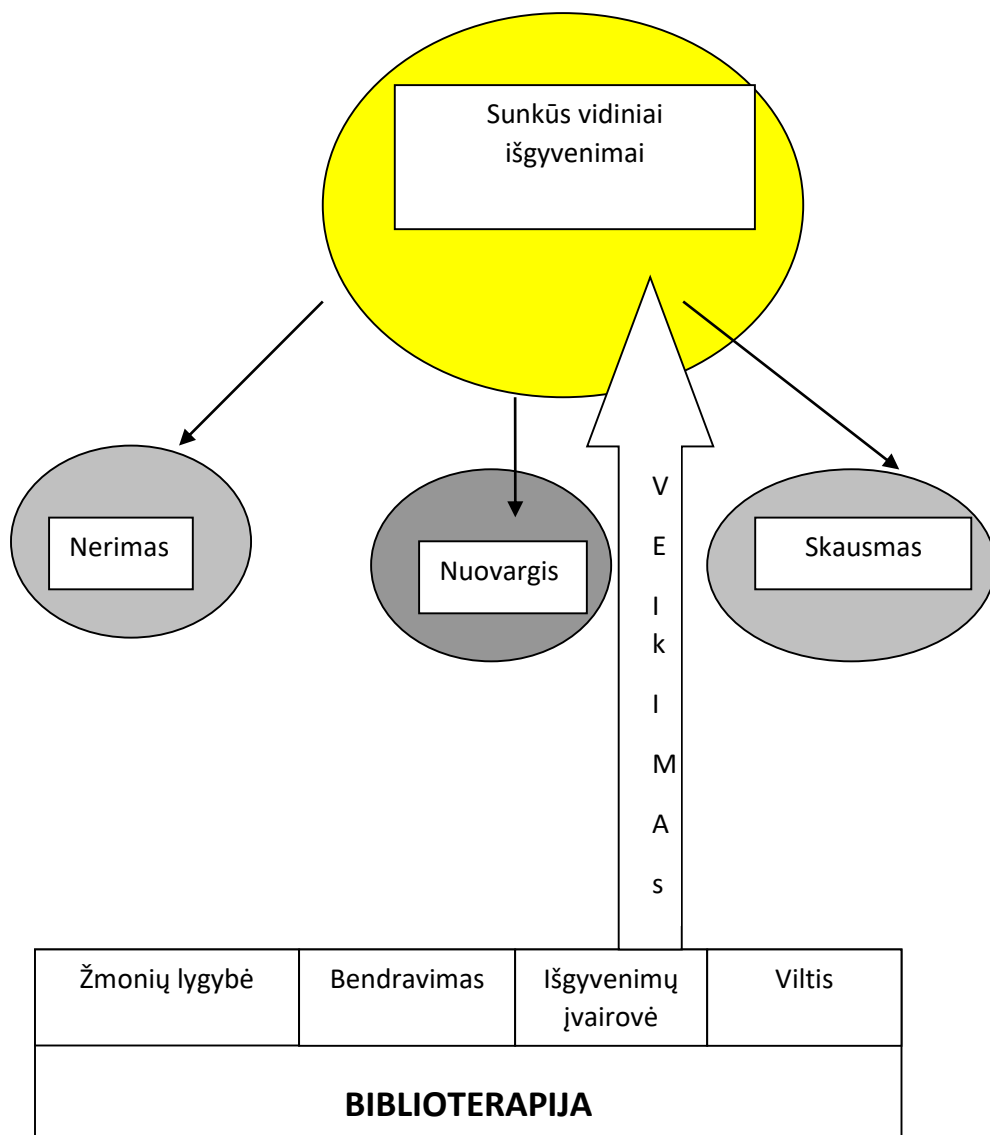 Sunkūs vidiniai
išgyvenimai
Nerimas
Nuovargis
Skausmas
V
E
I
k
I
M
A
s
Žmonių lygybė
Bendravimas
Išgyvenimų
įvairovė
Viltis
BIBLIOTERAPIJA